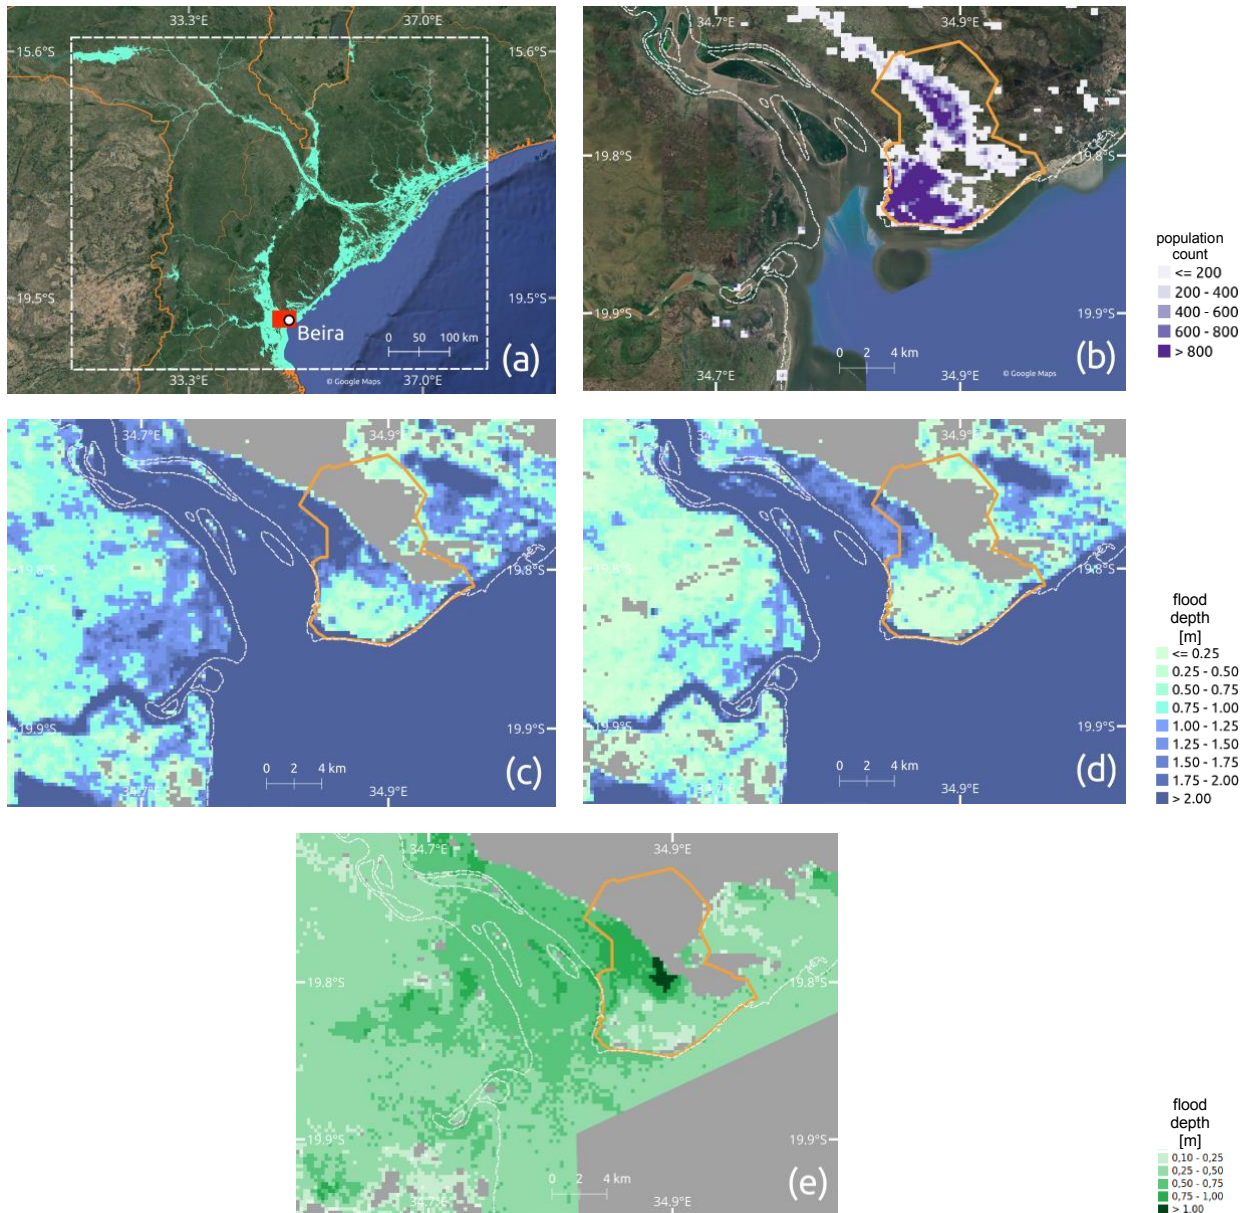 33.3°E 37.0°E
15.6°S 15.6°S
19.5°S 19.5°S
Beira
0 50 100 km
33.3°E © Google Maps 37.0°E
(a)
34.7°E 34.9°E
19.8°S 19.8°S
19.9°S 19.9°S
0 2 4 km
34.7°E 34.9°E © Google Maps
(b)
population
count
<= 200
200 - 400
400 - 600
600 - 800
> 800
34.7°E 34.9°E
19.8°S 19.8°S
19.9°S 19.9°S
0 2 4 km
34.7°E 34.9°E
(c)
34.7°E 34.9°E
19.8°S 19.8°S
19.9°S 19.9°S
0 2 4 km
34.7°E 34.9°E
(d)
flood
depth
[m]
<= 0.25
0.25 - 0.50
0.50 - 0.75
0.75 - 1.00
1.00 - 1.25
1.25 - 1.50
1.50 - 1.75
1.75 - 2.00
> 2.00
34.7°E 34.9°E
19.8°S 19.8°S
19.9°S 19.9°S
0 2 4 km
34.7°E 34.9°E
(e)
flood
depth
[m]
0,10 - 0,25
0,25 - 0,50
0,50 - 0,75
0,75 - 1,00
> 1.00